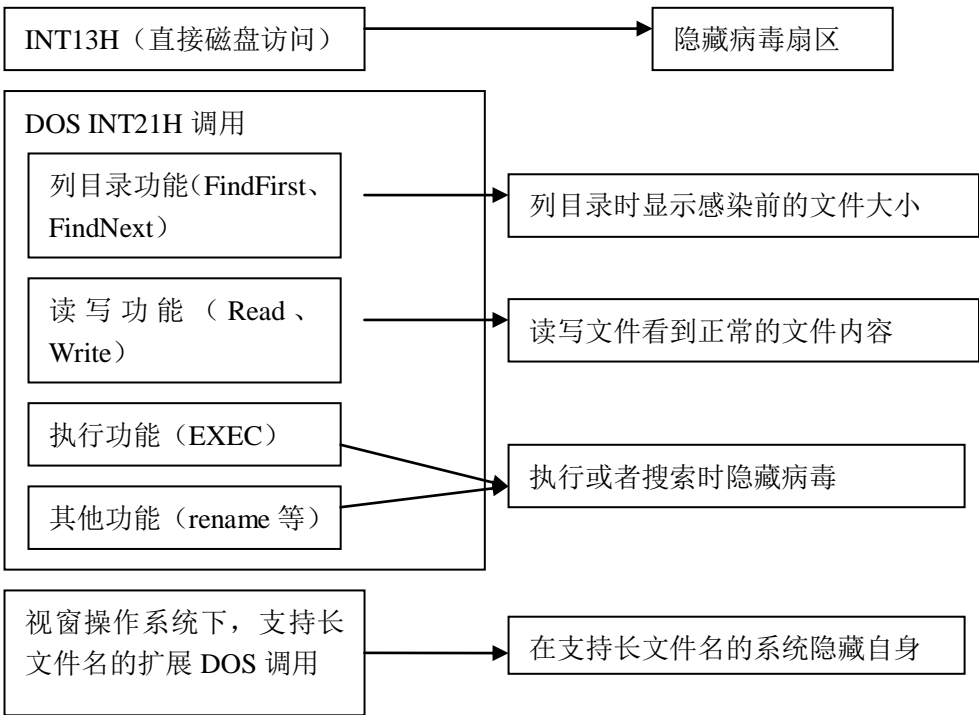 INT13H（直接磁盘访问）
隐藏病毒扇区
DOS INT21H 调用
列目录功能（FindFirst、
FindNext）
列目录时显示感染前的文件大小
读写功能（Read、
Write）
读写文件看到正常的文件内容
执行功能（EXEC）
执行或者搜索时隐藏病毒
其他功能（rename 等）
视窗操作系统下，支持长
文件名的扩展 DOS 调用
在支持长文件名的系统隐藏自身